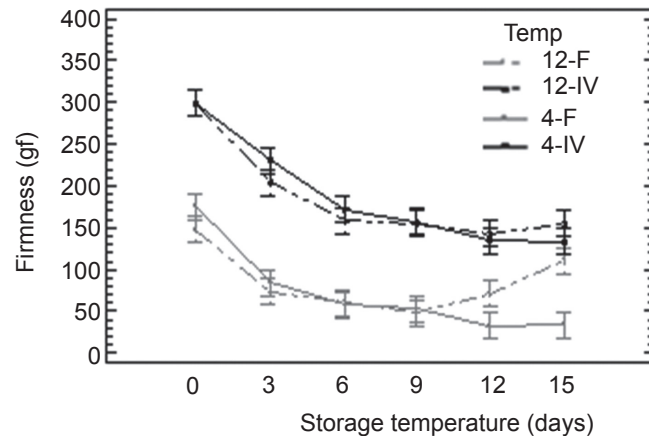 400
350
300
250
200
150
100
50
0
Firmness (gf)
Temp
12-F
12-IV
4-F
4-IV
0 3 6 9 12 15
Storage temperature (days)